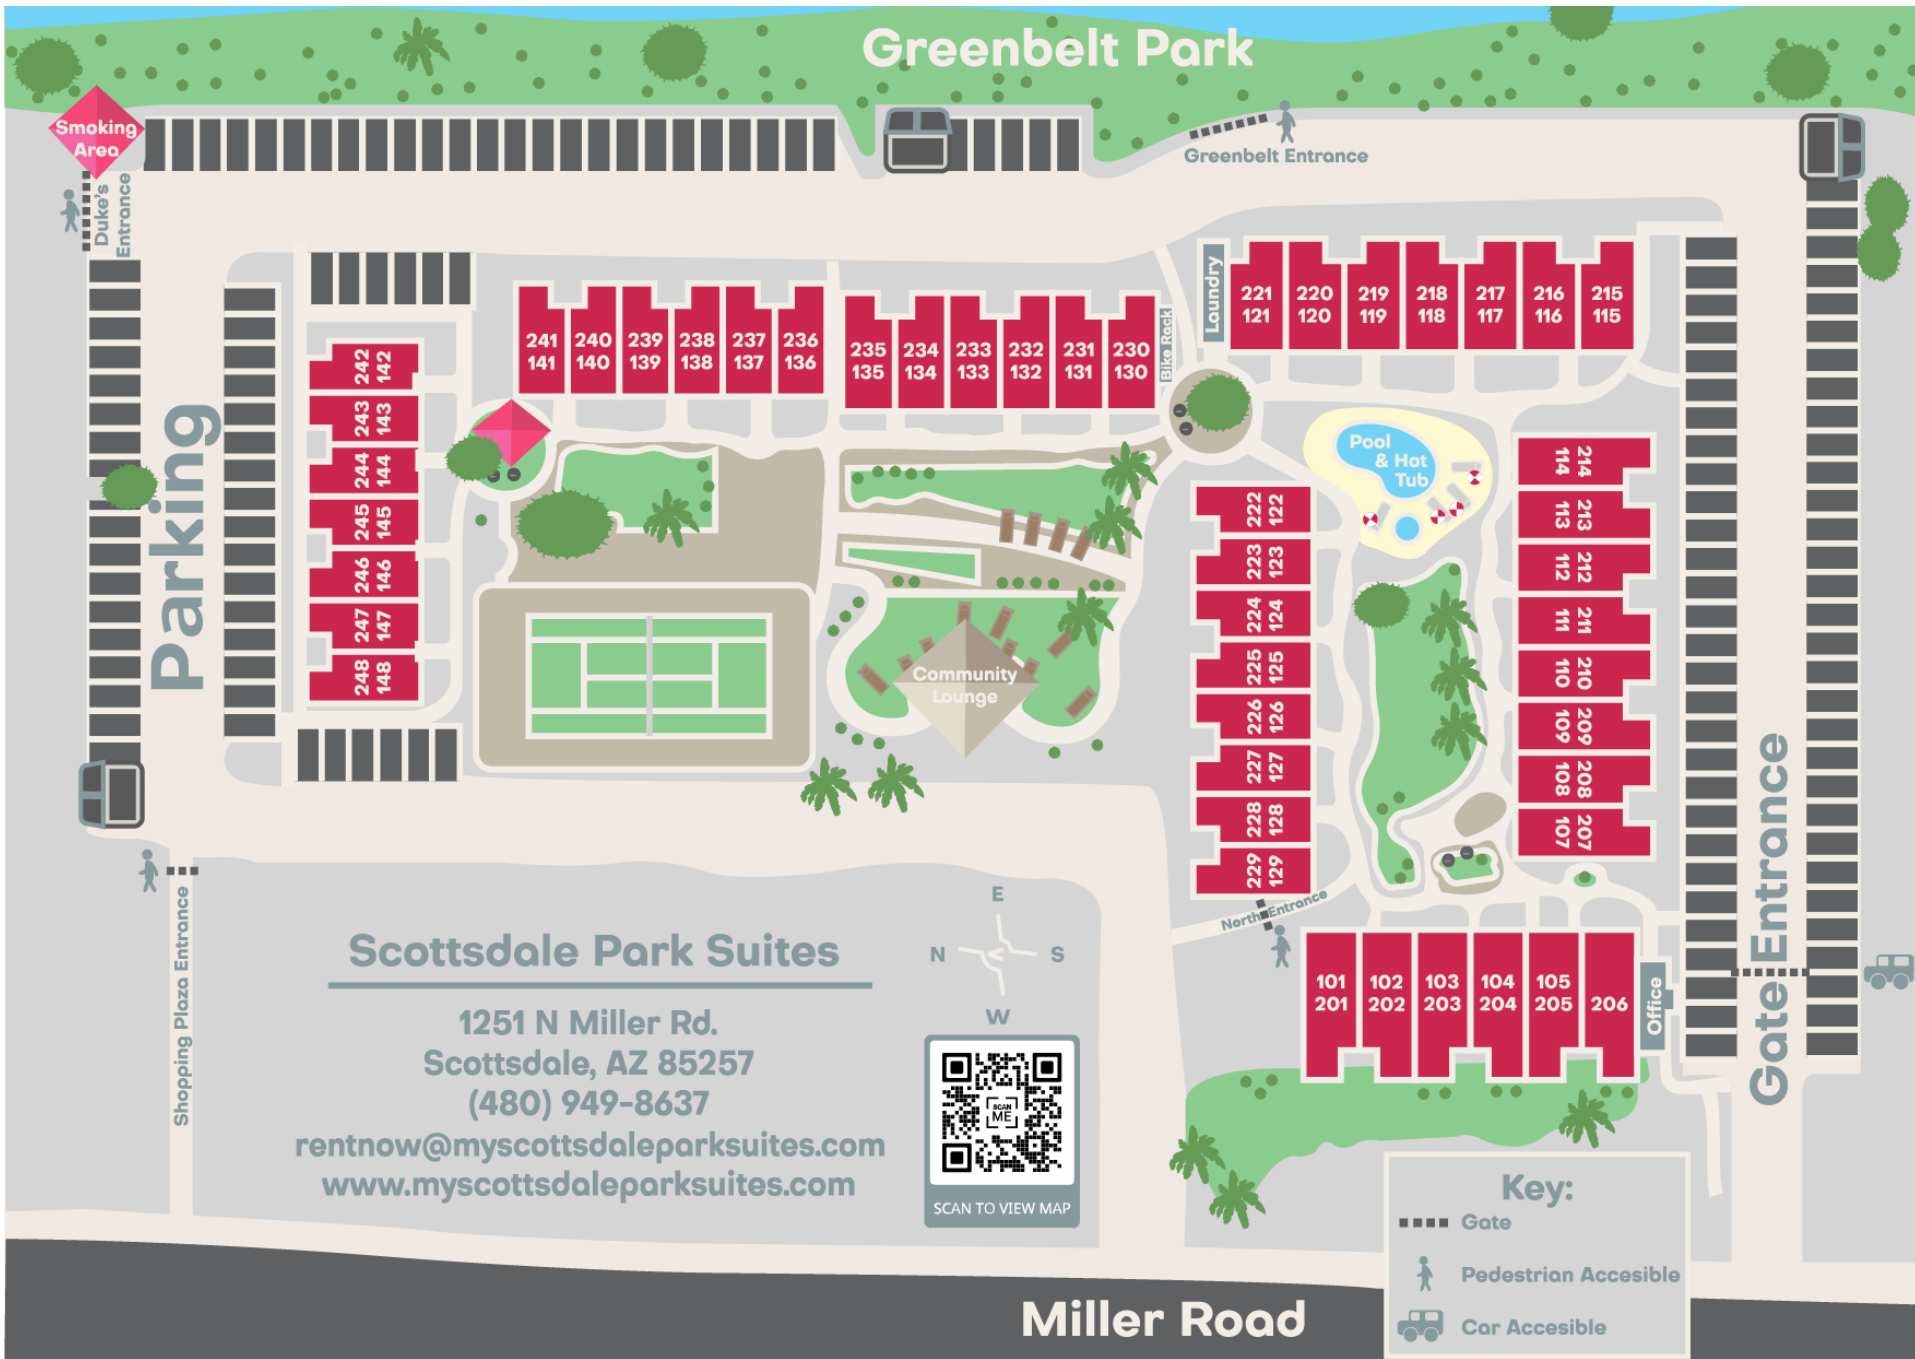 Greenbelt Park
Smoking
Area
Duke's
Entrance
Greenbelt Entrance
Parking
Laundry
Bike Rack
221 220 219 218 217 216 215
121 120 119 118 117 116 115
241 240 239 238 237 236
141 140 139 138 137 136
235 234 233 232 231 230
135 134 133 132 131 130
242
142
243
143
244
144
245
145
246
146
247
147
248
148
Pool
& Hot
Tub
222
122
223
123
224
124
225
125
226
126
227
127
228
128
229
129
214
114
213
113
212
112
211
111
210
110
209
109
208
108
207
107
Community
Lounge
North Entrance
Gate Entrance
101 102 103 104 105 206
201 202 203 204 205
Office
Shopping Plaza Entrance
Scottsdale Park Suites
1251 N Miller Rd.
Scottsdale, AZ 85257
(480) 949-8637
rentnow@myscottsdaleparksuites.com
www.myscottsdaleparksuites.com
E
N S
W
SCAN
ME
SCAN TO VIEW MAP
Key:
Gate
Pedestrian Accesible
Car Accesible
Miller Road